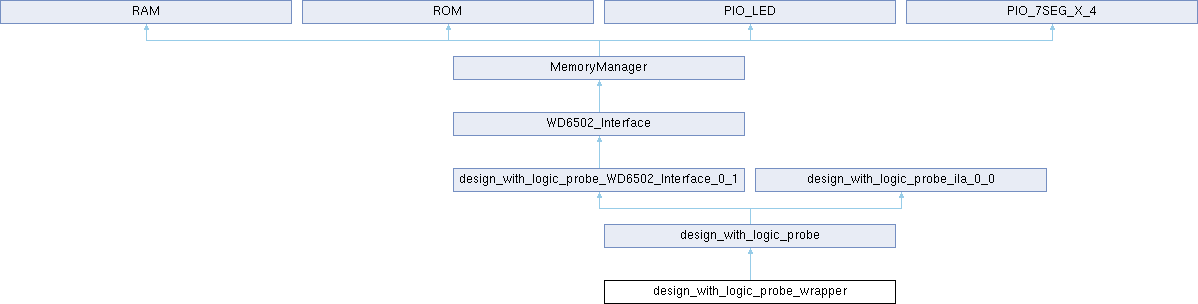 RAM
ROM
PIO_LED
PIO_7SEG_X_4
MemoryManager
WD6502_Interface
design_with_logic_probe_WD6502_Interface_0_1
design_with_logic_probe_ila_0_0
design_with_logic_probe
design_with_logic_probe_wrapper